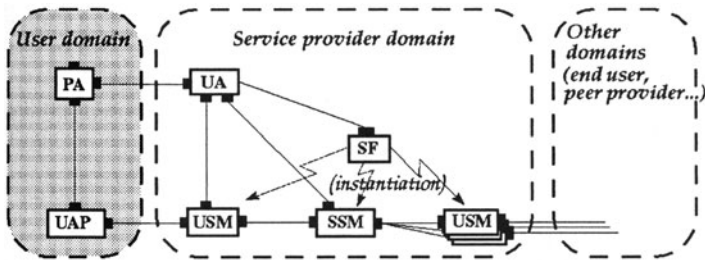 User domain
Service provider domain
Other
domains
(end user,
peer provider...)
PA
UA
SF
(instantiation)
UAP
USM
SSM
USM